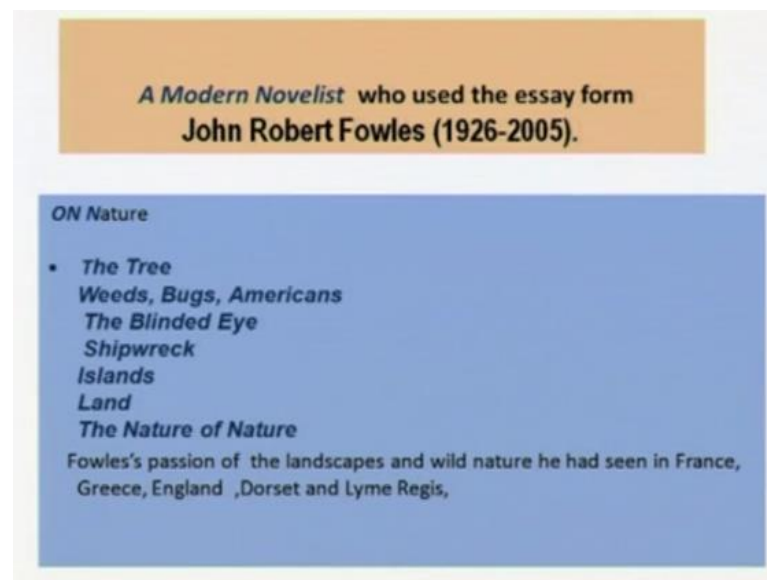 A Modern Novelist who used the essay form
John Robert Fowles (1926-2005).
ON Nature
• The Tree
Weeds, Bugs, Americans
The Blinded Eye
Shipwreck
Islands
Land
The Nature of Nature
Fowles's passion of the landscapes and wild nature he had seen in France,
Greece, England ,Dorset and Lyme Regis,